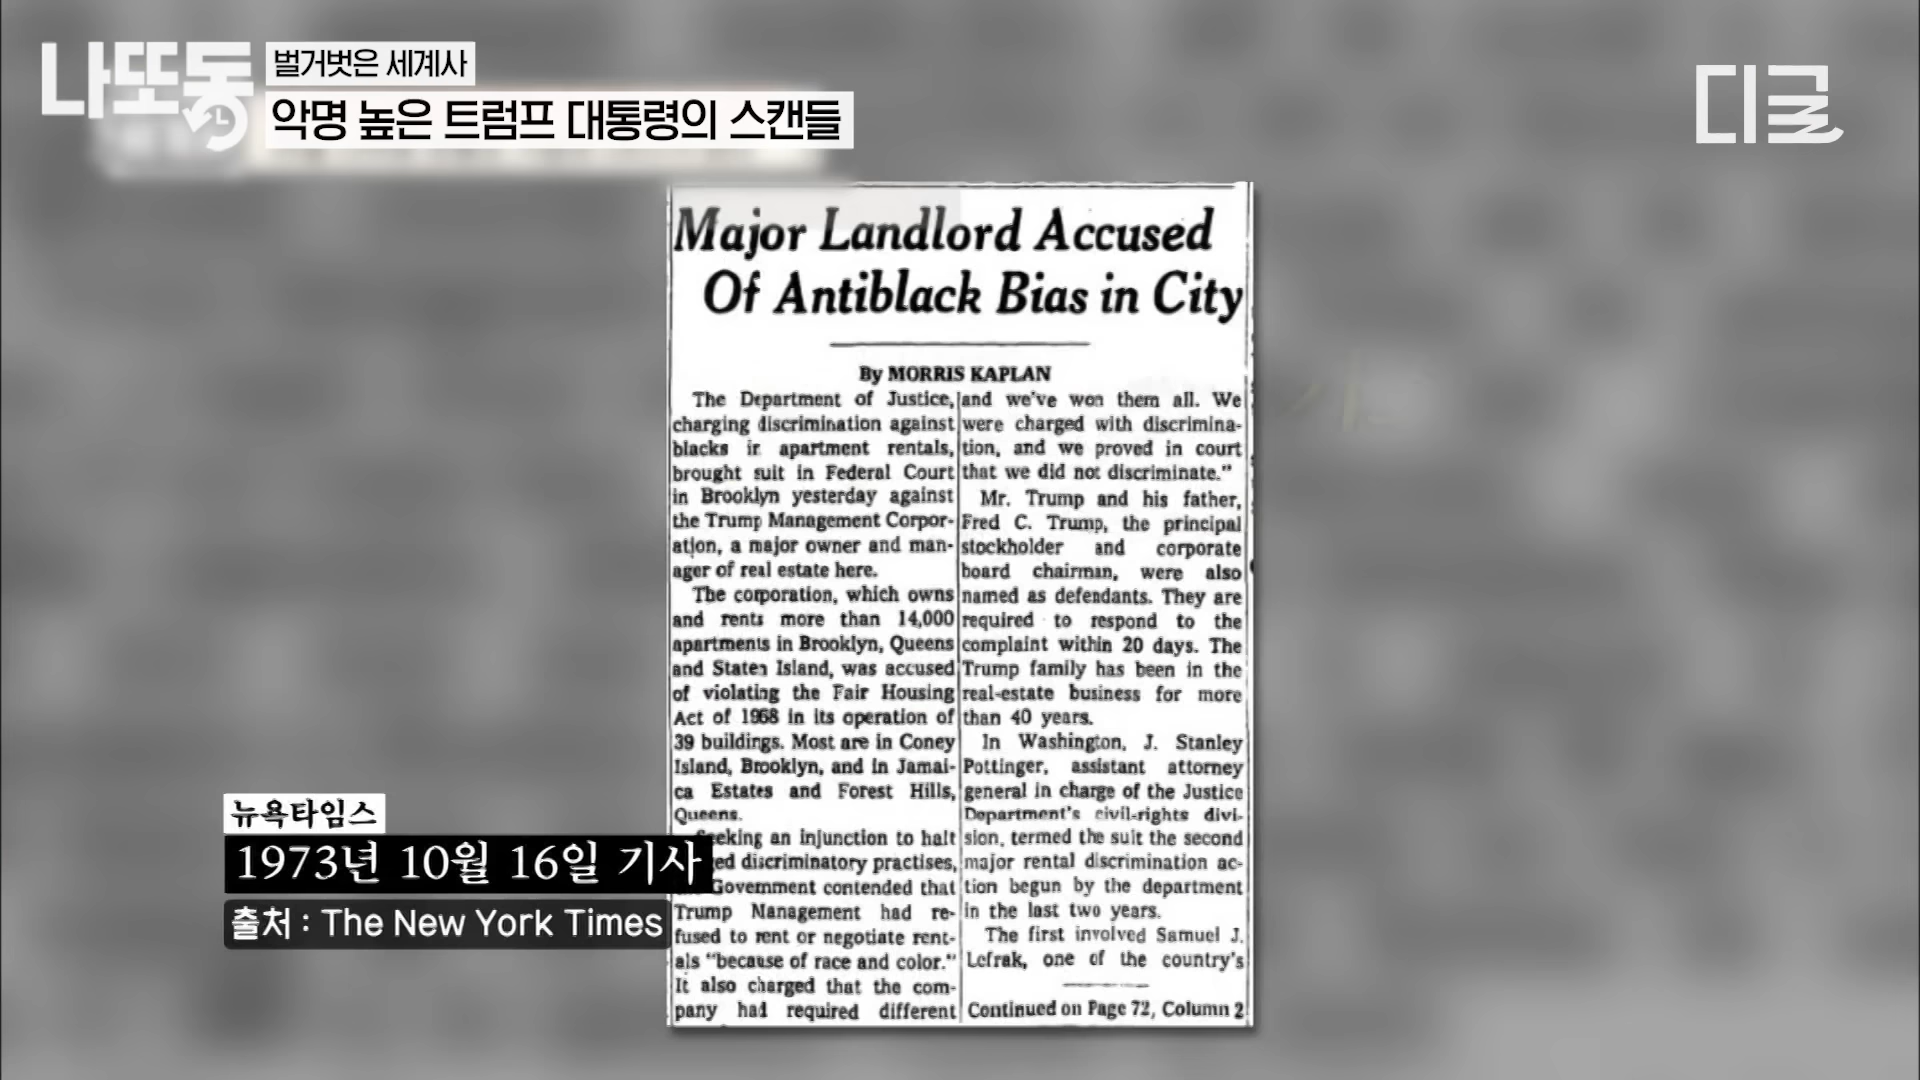 나또동
벌거벗은 세계사
악명 높은 트럼프 대통령의 스캔들
디글
Major Landlord Accused
Of Antiblack Bias in City
By MORRIS KAPLAN
The Department of Justice,
charging discrimination against
blacks in apartment rentals,
brought suit in Federal Court
in Brooklyn yesterday against
the Trump Management Corpor-
ation, a major owner and man-
ager of real estate here.
The corporation, which owns
and rents more than 14,000
apartments in Brooklyn, Queens
and Staten Island, was accused
of violating the Fair Housing
Act of 1968 in its operation of
39 buildings. Most are in Coney
Island, Brooklyn, and in Jamai-
ca Estates and Forest Hills,
Queens.
Seeking an injunction to halt
ed discriminatory practises,
Government contended that
Trump Management had re-
fused to rent or negotiate rent-
als "because of race and color."
It also charged that the com-
pany had required different
and we've won them all. We
were charged with discrimina-
tion, and we proved in court
that we did not discriminate."
Mr. Trump and his father,
Fred C. Trump, the principal
stockholder and corporate
board chairman, were also
named as defendants. They are
required to respond to the
complaint within 20 days. The
Trump family has been in the
real-estate business for more
than 40 years.
In Washington, J. Stanley
Pottinger, assistant attorney
general in charge of the Justice
Department's civil-rights divi-
sion, termed the suit the second
major rental discrimination ac-
tion begun by the department
in the last two years.
The first involved Samuel J.
Lefrak, one of the country's
Continued on Page 72, Column 2
뉴욕타임스
1973년 10월 16일 기사
출처 : The New York Times